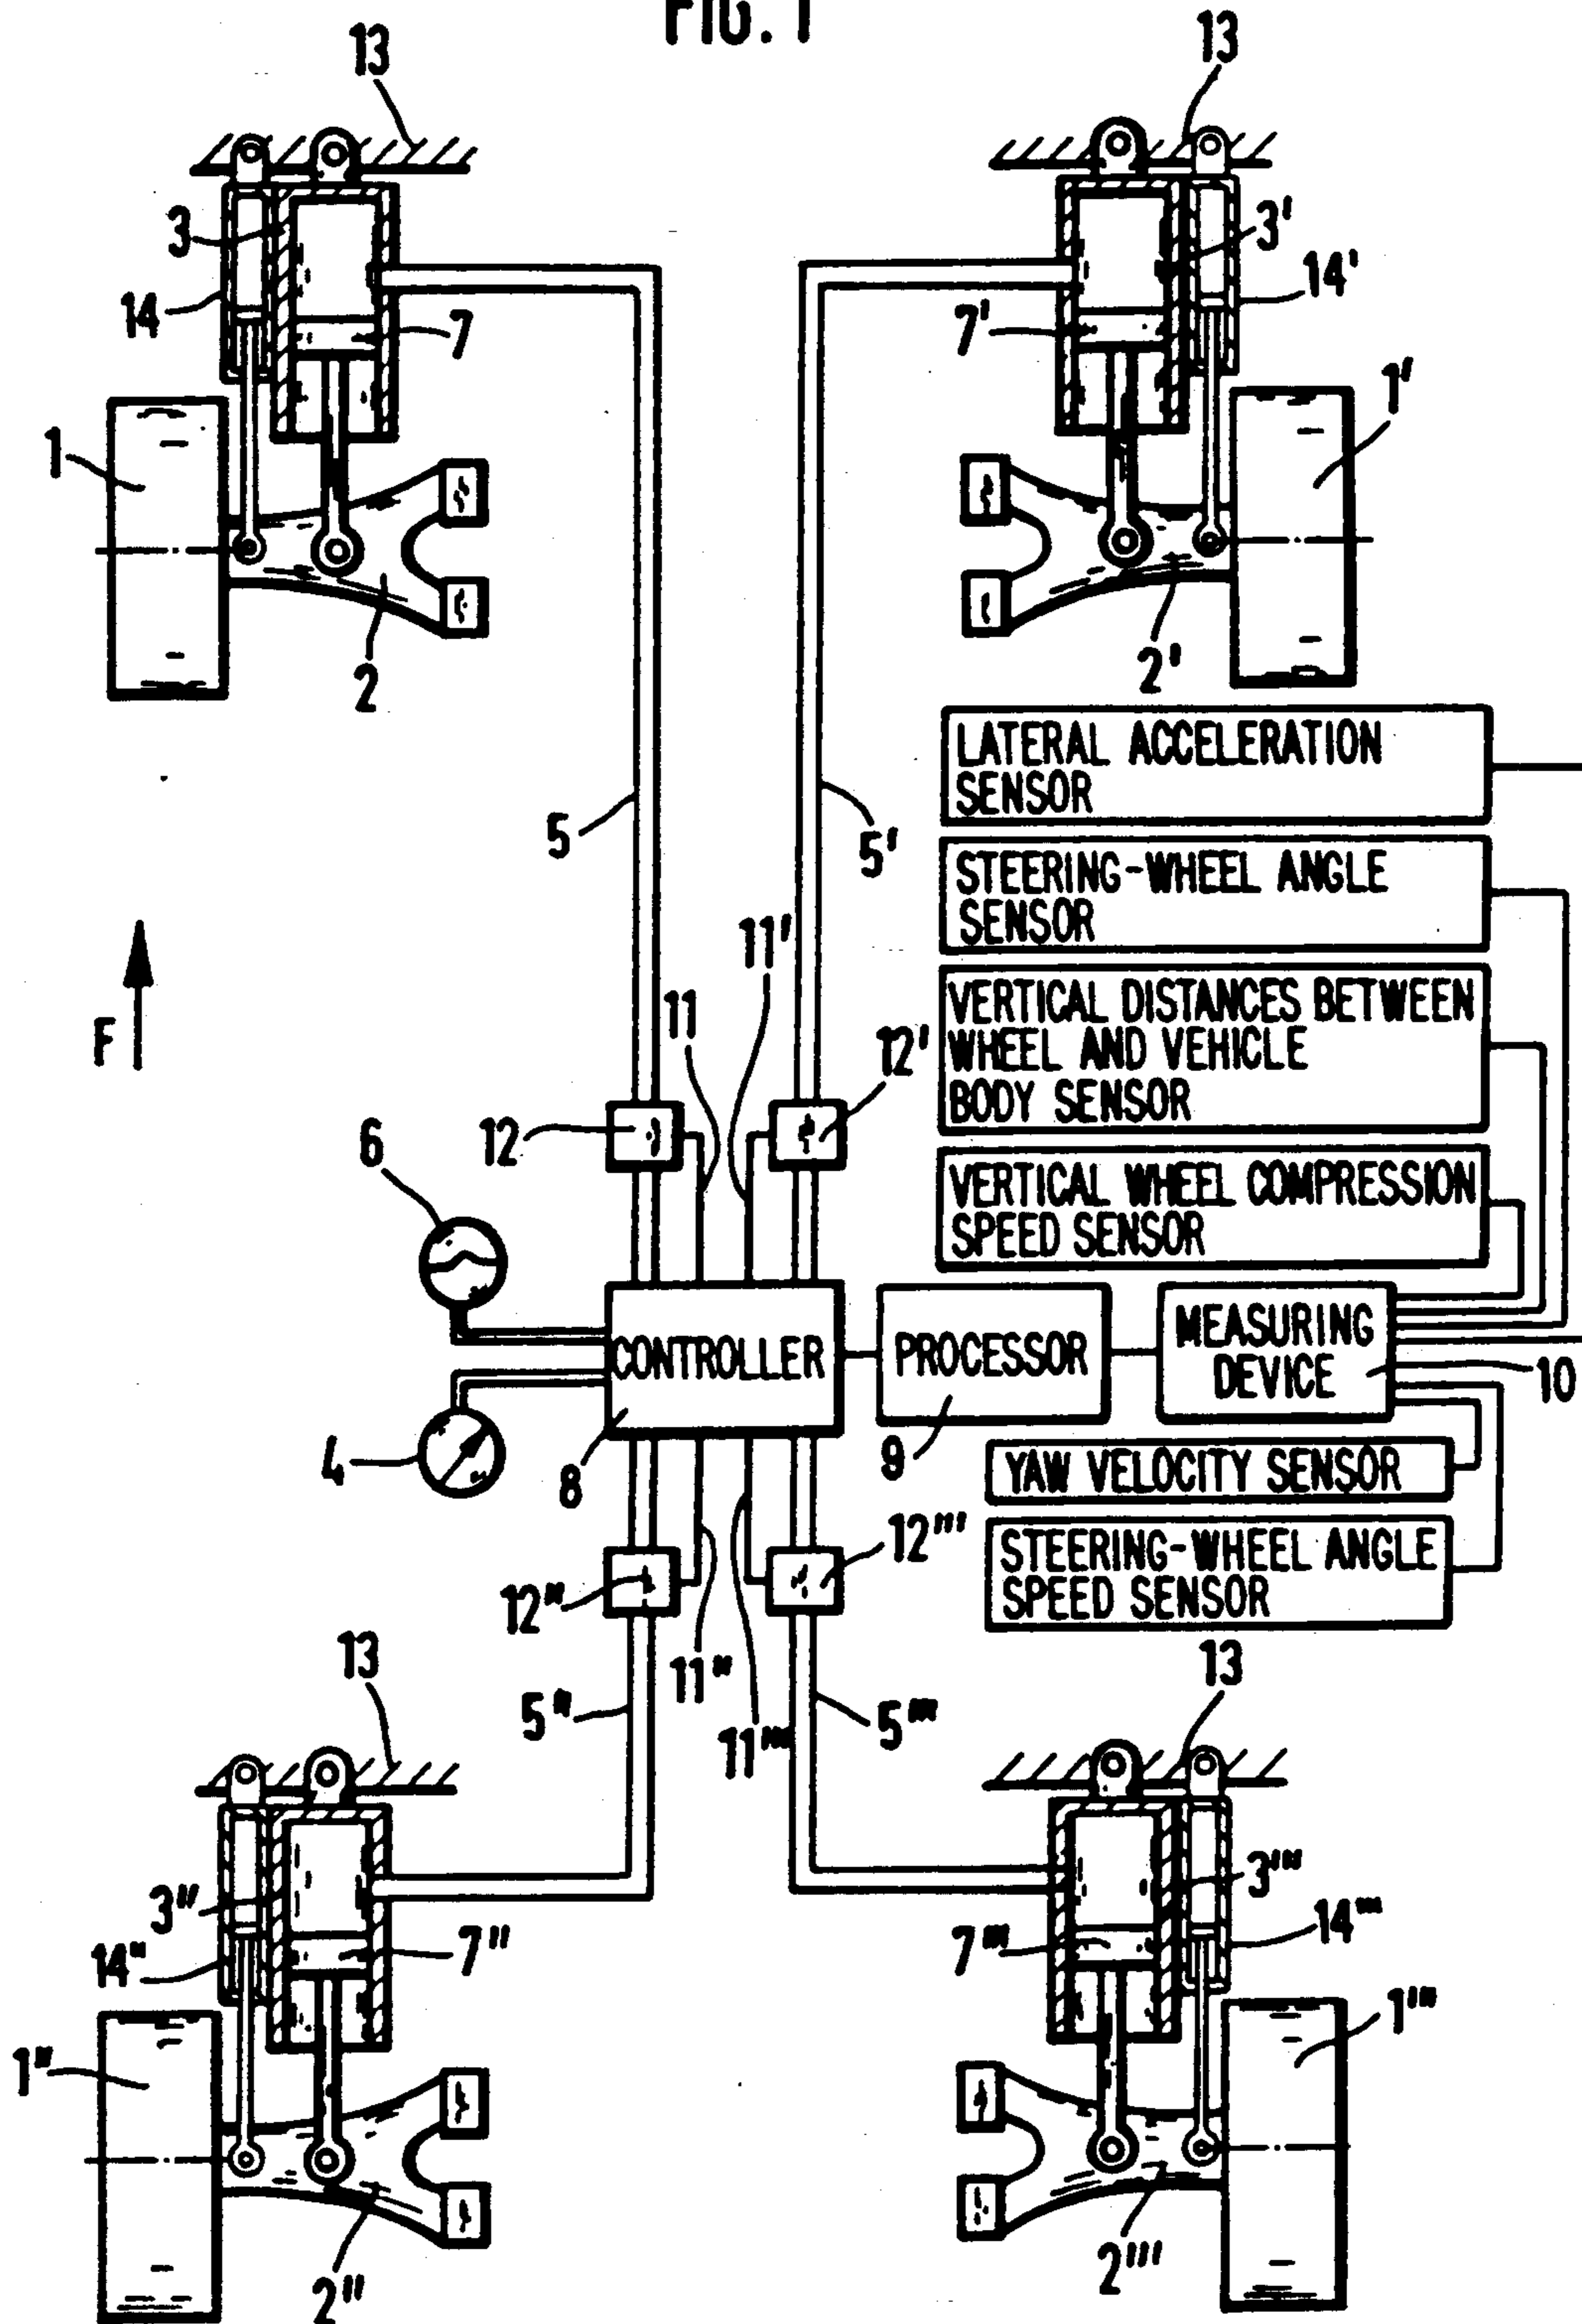 FIG. 1
13
13
3
3'
14
14'
7
7'
1
1'
2
2'
LATERAL ACCELERATION
SENSOR
5
5'
STEERING-WHEEL ANGLE
SENSOR
11'
11
VERTICAL DISTANCES BETWEEN
WHEEL AND VEHICLE
BODY SENSOR
F
12'
12
6
VERTICAL WHEEL COMPRESSION
SPEED SENSOR
CONTROLLER
PROCESSOR
MEASURING
DEVICE
10
4
8
9
YAW VELOCITY SENSOR
12'''
12"
STEERING-WHEEL ANGLE
SPEED SENSOR
13
11"
13
5"
5'''
11'''
3"
3'''
14"
14'''
7"
7'''
1"
1'''
2"
2'''